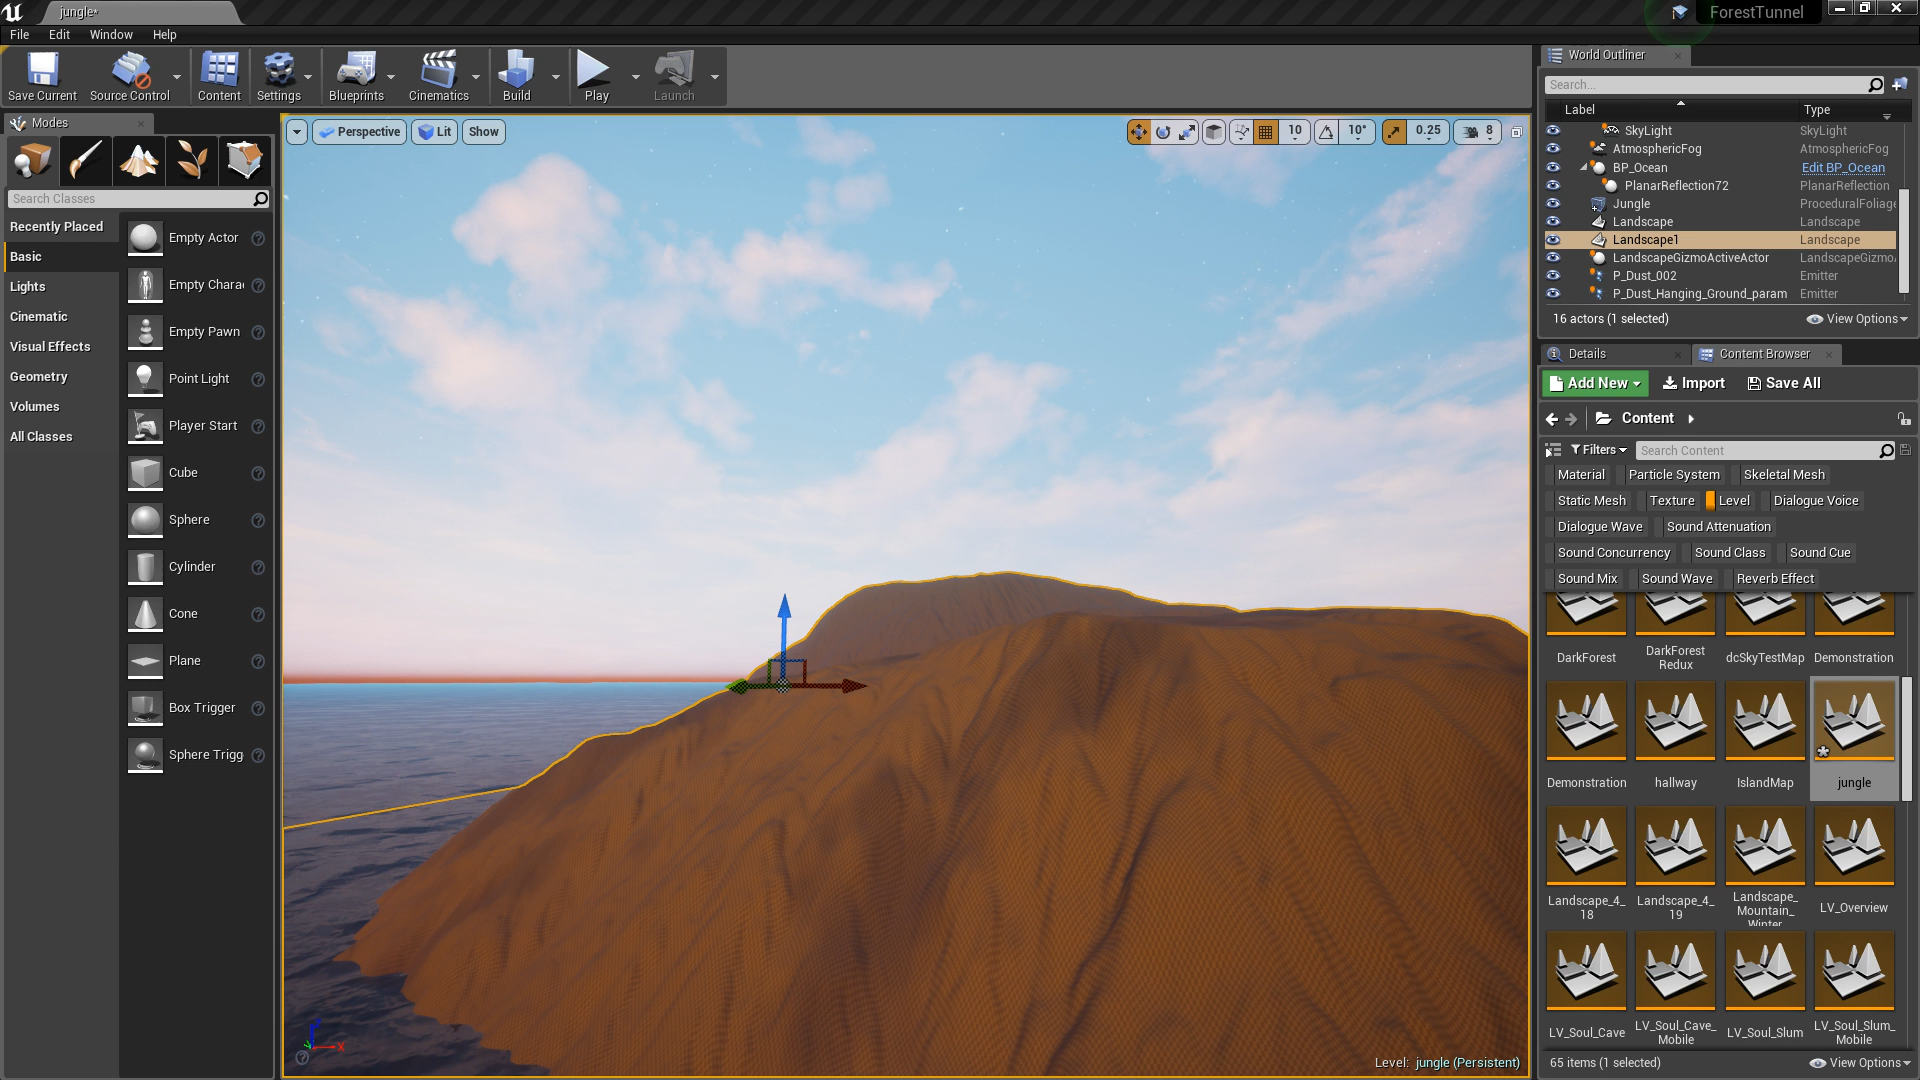 jungle*
ForestTunnel
File Edit Window Help
Save Current
Source Control
Content
Settings
Blueprints
Cinematics
Build
Play
Launch
Modes
Search Classes
Recently Placed
Basic
Lights
Cinematic
Visual Effects
Geometry
Volumes
All Classes
Empty Actor
Empty Chara
Empty Pawn
Point Light
Player Start
Cube
Sphere
Cylinder
Cone
Plane
Box Trigger
Sphere Trigg
Perspective Lit Show
10 10° 0.25 8
Level: jungle (Persistent)
World Outliner
Search...
Label Type
SkyLight SkyLight
AtmosphericFog AtmosphericFog
BP_Ocean Edit BP_Ocean
PlanarReflection72 PlanarReflection
Jungle ProceduralFoliage
Landscape Landscape
Landscape1 Landscape
LandscapeGizmoActiveActor LandscapeGizmo
P_Dust_002 Emitter
P_Dust_Hanging_Ground_param Emitter
16 actors (1 selected) View Options
Details Content Browser
Add New Import Save All
Content
Filters Search Content
Material Particle System Skeletal Mesh
Static Mesh Texture Level Dialogue Voice
Dialogue Wave Sound Attenuation
Sound Concurrency Sound Class Sound Cue
Sound Mix Sound Wave Reverb Effect
DarkForest
DarkForest
Redux
dcSkyTestMap
Demonstration
Demonstration
hallway
IslandMap
jungle
Landscape_4_
18
Landscape_4_
19
Landscape_
Mountain_
Winter
LV_Overview
LV_Soul_Cave
LV_Soul_Cave_
Mobile
LV_Soul_Slum
LV_Soul_Slum_
Mobile
65 items (1 selected) View Options
X